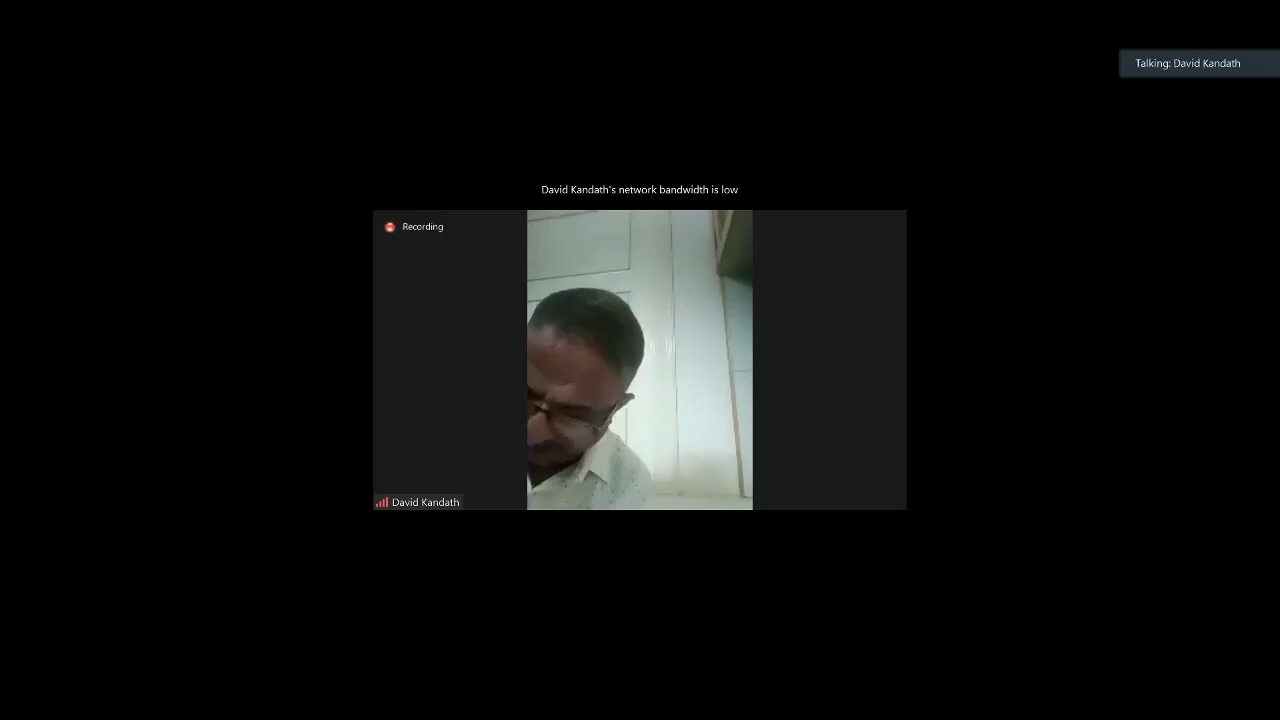 Talking: David Kandath
David Kandath's network bandwidth is low
Recording
David Kandath